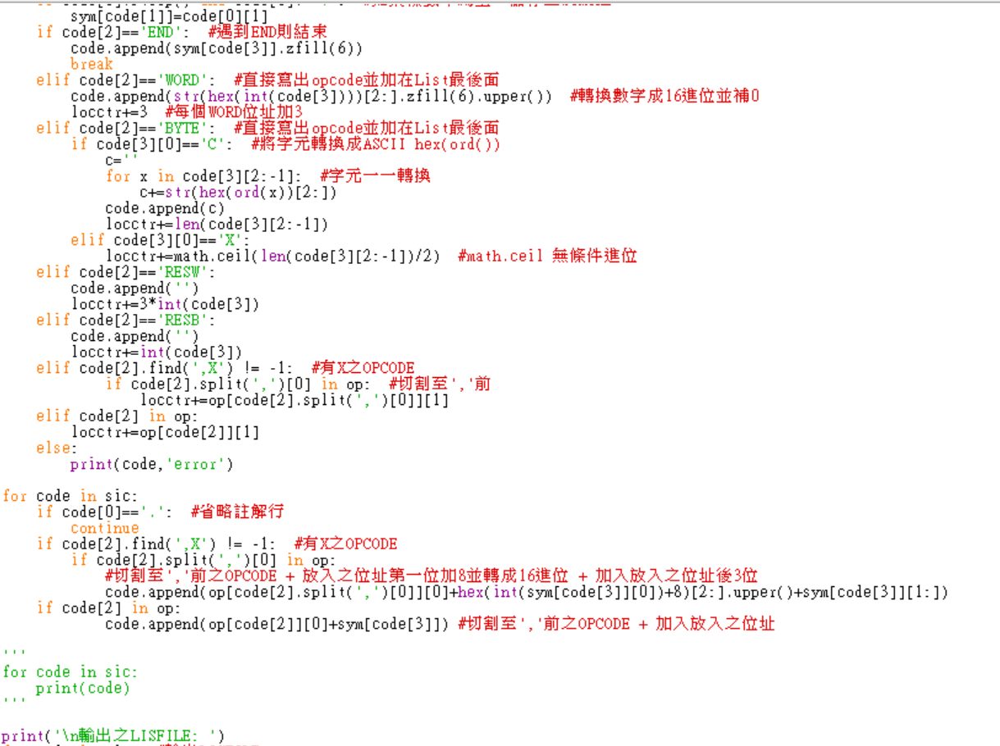 sym[code[1]]=code[0][1]
    if code[2]=='END':  #遇到END則結束
        code.append(sym[code[3]].zfill(6))
        break
    elif code[2]=='WORD':  #直接寫出opcode並加在List最後面
        code.append(str(hex(int(code[3])))[2:].zfill(6).upper())  #轉換數字成16進位並補0
        locctr+=3  #每個WORD位址加3
    elif code[2]=='BYTE':  #直接寫出opcode並加在List最後面
        if code[3][0]=='C':  #將字元轉換成ASCII hex(ord())
            c=''
            for x in code[3][2:-1]:  #字元一一轉換
                c+=str(hex(ord(x))[2:])
            code.append(c)
            locctr+=len(code[3][2:-1])
        elif code[3][0]=='X':
            locctr+=math.ceil(len(code[3][2:-1])/2)  #math.ceil 無條件進位
    elif code[2]=='RESW':
        code.append('')
        locctr+=3*int(code[3])
    elif code[2]=='RESB':
        code.append('')
        locctr+=int(code[3])
    elif code[2].find(',X') != -1:  #有X之OPCODE
            if code[2].split(',')[0] in op:  #切割至','前
                locctr+=op[code[2].split(',')[0]][1]
    elif code[2] in op:
        locctr+=op[code[2]][1]
    else:
        print(code,'error')
for code in sic:
    if code[0]=='.':  #省略註解行
        continue
    if code[2].find(',X') != -1:  #有X之OPCODE
        if code[2].split(',')[0] in op:
            #切割至','前之OPCODE + 放入之位址第一位加8並轉成16進位 + 加入放入之位址後3位
            code.append(op[code[2].split(',')[0]][0]+hex(int(sym[code[3]][0])+8)[2:].upper()+sym[code[3]][1:])
    if code[2] in op:
            code.append(op[code[2]][0]+sym[code[3]]) #切割至','前之OPCODE + 加入放入之位址
'''
for code in sic:
    print(code)
'''
print('\n輸出之LISFILE: ')